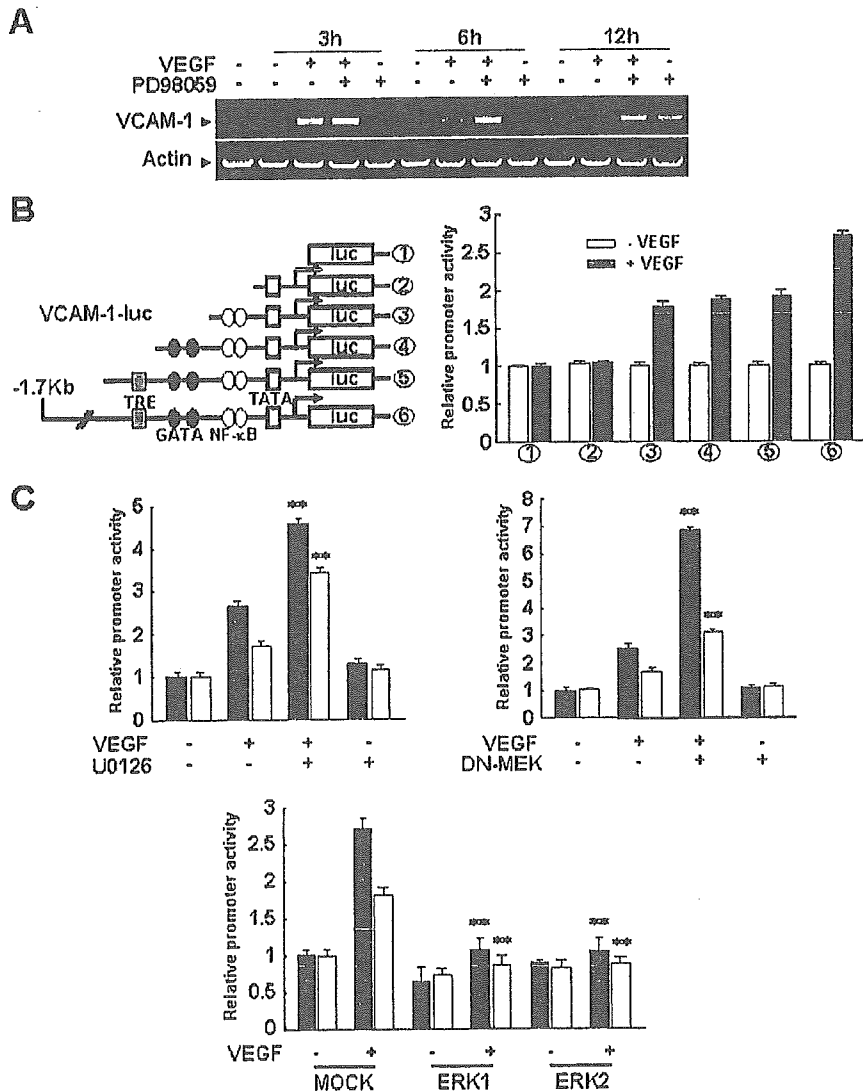 A
3h 6h 12h
VEGF - - + + - - + + - - + + -
PD98059 - - - + + - - + + - - + +
VCAM-1
Actin
B
VCAM-1-luc
luc 1
luc 2
luc 3
luc 4
luc 5
luc 6
-1.7Kb
TRE
TATA
GATA NF-κB
Relative promoter activity
3
2.5
2
1.5
1
0.5
0
- VEGF
+ VEGF
1 2 3 4 5 6
C
Relative promoter activity
5
4
3
2
1
0
** **
VEGF - + + -
U0126 - - + +
Relative promoter activity
8
7
6
5
4
3
2
1
0
** **
VEGF - + + -
DN-MEK - - + +
Relative promoter activity
3
2.5
2
1.5
1
0.5
0
** ** ** **
VEGF - + - + - +
MOCK ERK1 ERK2